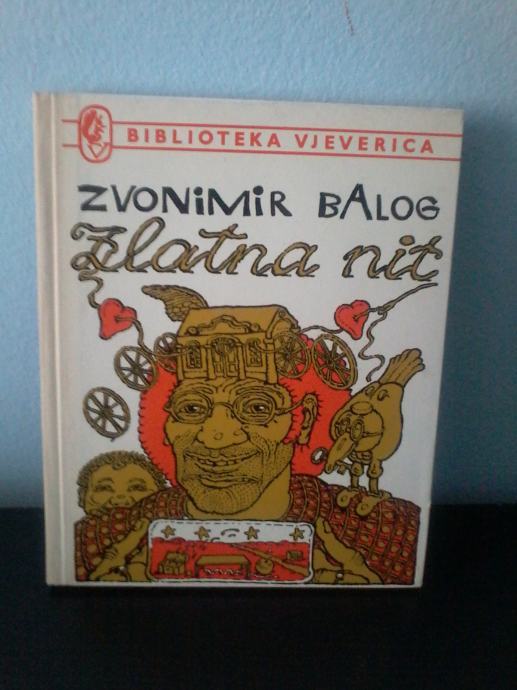 BIBLIOTEKA VJEVERICA
ZVONiMiR BALOG
Zlatna nit